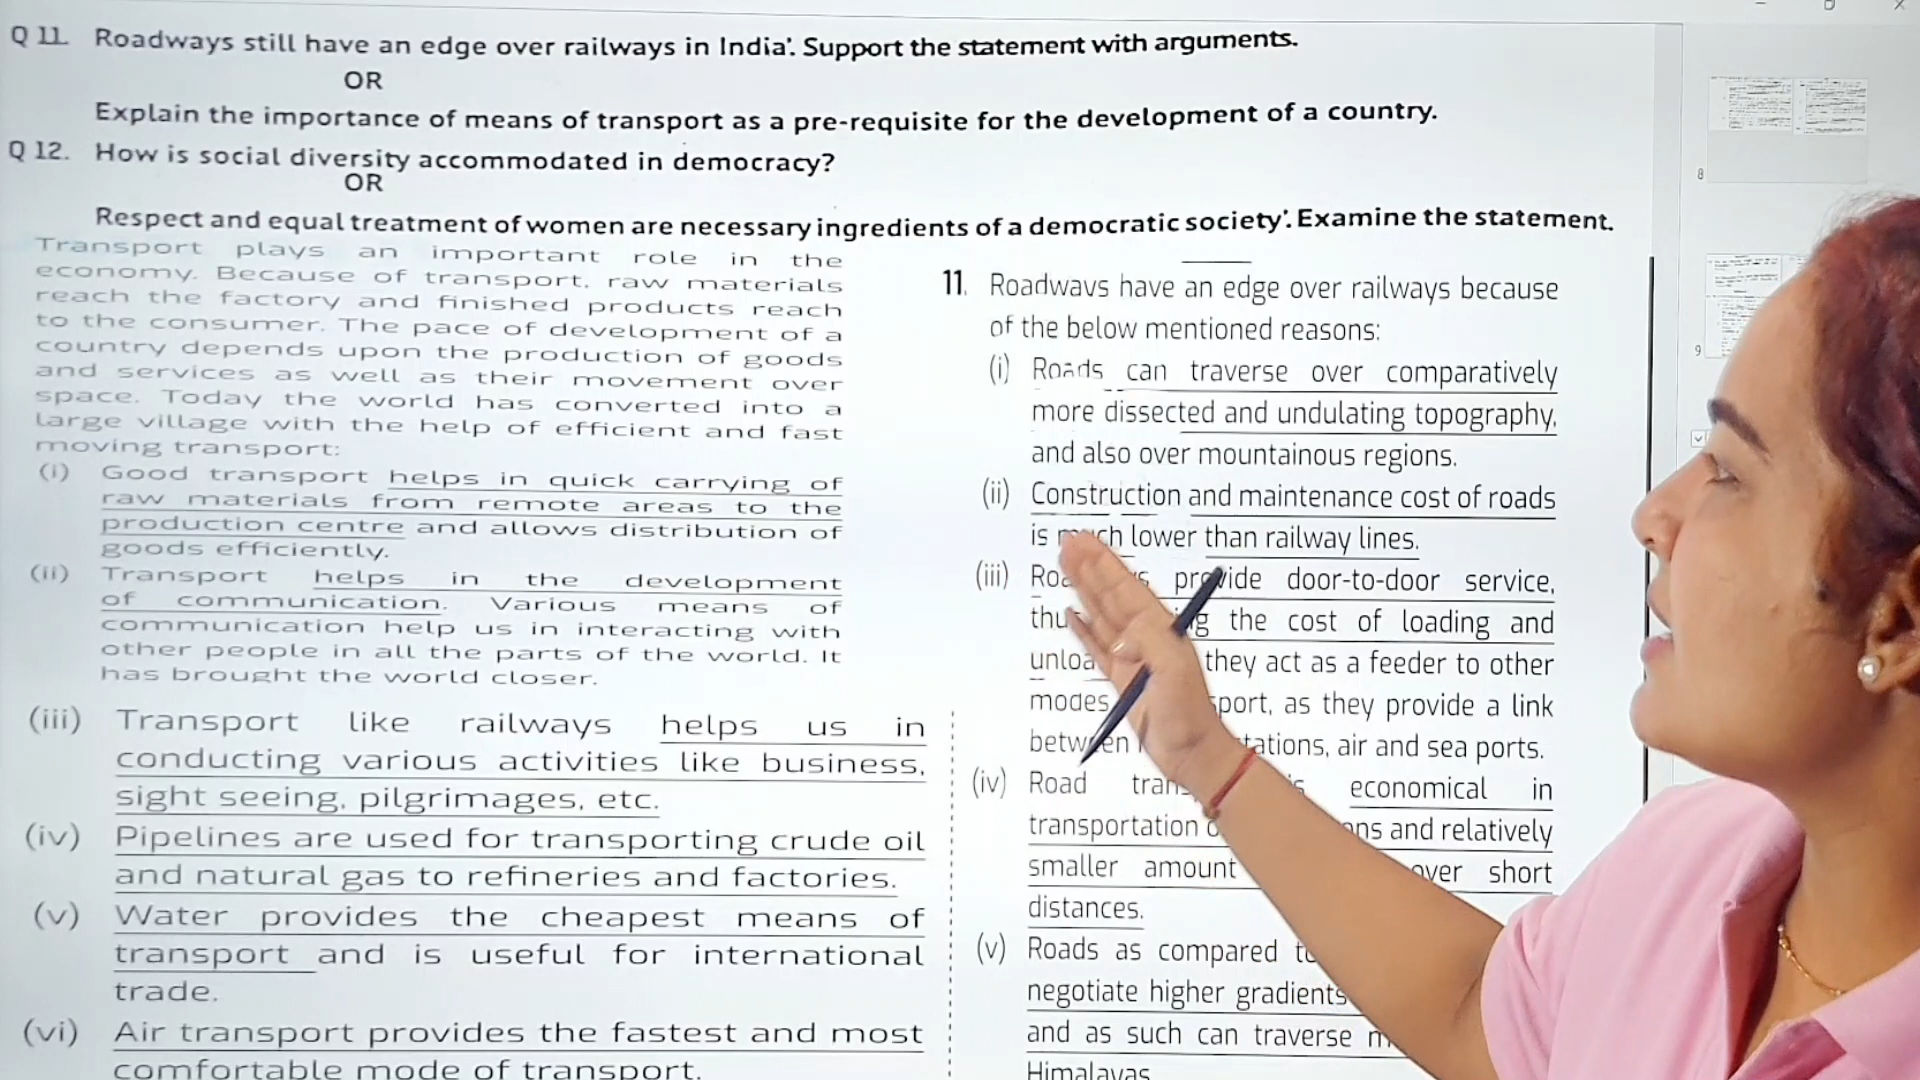 Q 11. Roadways still have an edge over railways in India'. Support the statement with arguments.
OR
Explain the importance of means of transport as a pre-requisite for the development of a country.
Q 12. How is social diversity accommodated in democracy?
OR
Respect and equal treatment of women are necessary ingredients of a democratic society'. Examine the statement.
Transport plays an important role in the
economy. Because of transport, raw materials
reach the factory and finished products reach
to the consumer. The pace of development of a
country depends upon the production of goods
and services as well as their movement over
space. Today the world has converted into a
large village with the help of efficient and fast
moving transport:
(i) Good transport helps in quick carrying of
raw materials from remote areas to the
production centre and allows distribution of
goods efficiently.
(ii) Transport helps in the development
of communication. Various means of
communication help us in interacting with
other people in all the parts of the world. It
has brought the world closer.
(iii) Transport like railways helps us in
conducting various activities like business,
sight seeing, pilgrimages, etc.
(iv) Pipelines are used for transporting crude oil
and natural gas to refineries and factories.
(v) Water provides the cheapest means of
transport and is useful for international
trade.
(vi) Air transport provides the fastest and most
comfortable mode of transport.
11. Roadways have an edge over railways because
of the below mentioned reasons:
(i) Roads can traverse over comparatively
more dissected and undulating topography,
and also over mountainous regions.
(ii) Construction and maintenance cost of roads
is much lower than railway lines.
(iii) provide door-to-door service,
the cost of loading and
they act as a feeder to other
modes as they provide a link
between air and sea ports.
(iv) Road economical in
transportation and relatively
smaller amount over short
distances.
(v) Roads as compared
negotiate higher gradients
and as such can traverse
Himalayas
8
9